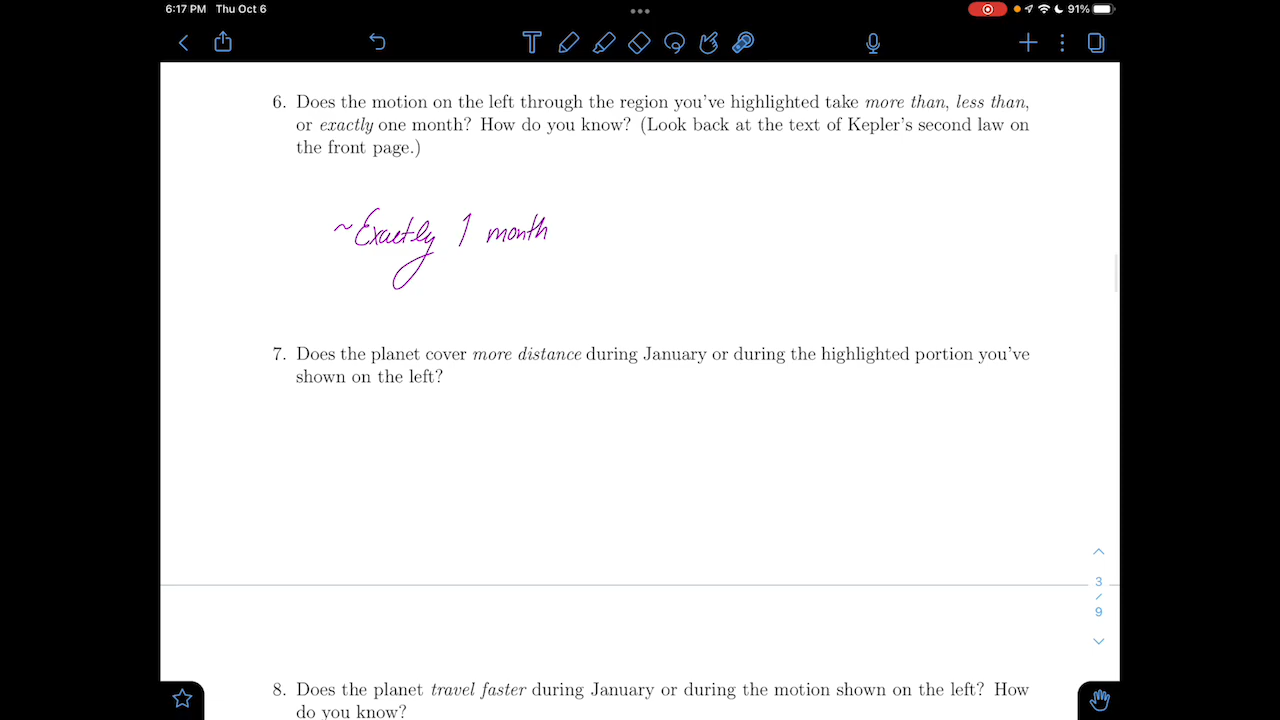 6:17 PM Thu Oct 6
91%
6. Does the motion on the left through the region you've highlighted take more than, less than,
or exactly one month? How do you know? (Look back at the text of Kepler's second law on
the front page.)
~Exactly 1 month
7. Does the planet cover more distance during January or during the highlighted portion you've
shown on the left?
3
/
9
8. Does the planet travel faster during January or during the motion shown on the left? How
do you know?